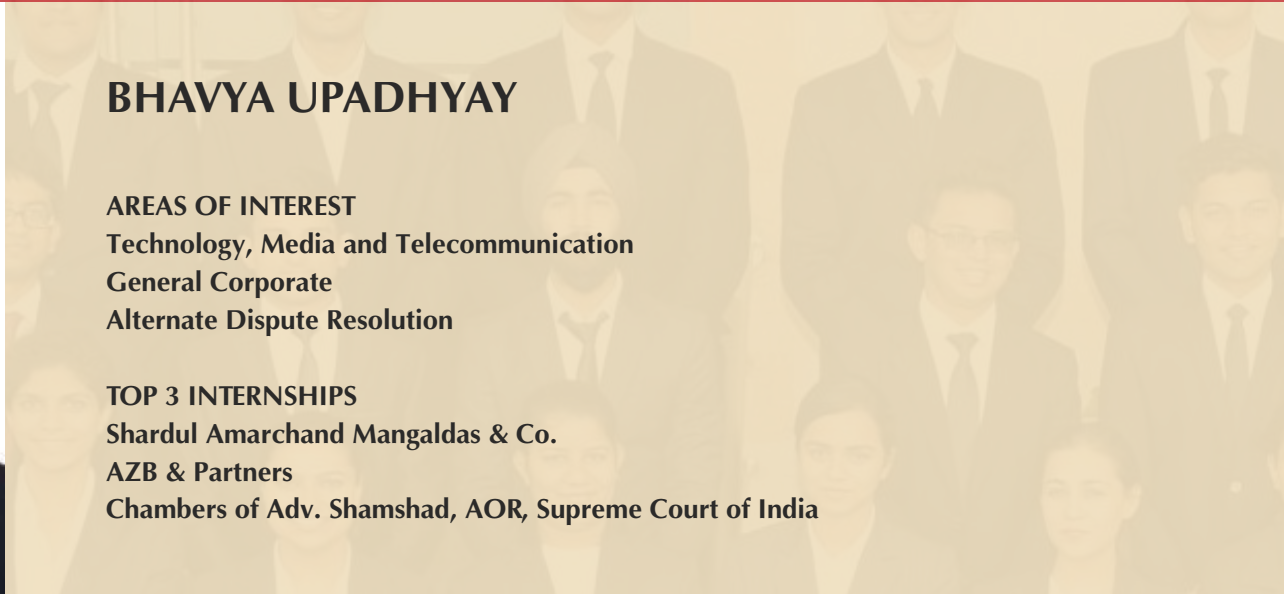 BHAVYA UPADHYAY
AREAS OF INTEREST
Technology, Media and Telecommunication
General Corporate
Alternate Dispute Resolution
TOP 3 INTERNSHIPS
Shardul Amarchand Mangaldas & Co.
AZB & Partners
Chambers of Adv. Shamshad, AOR, Supreme Court of India